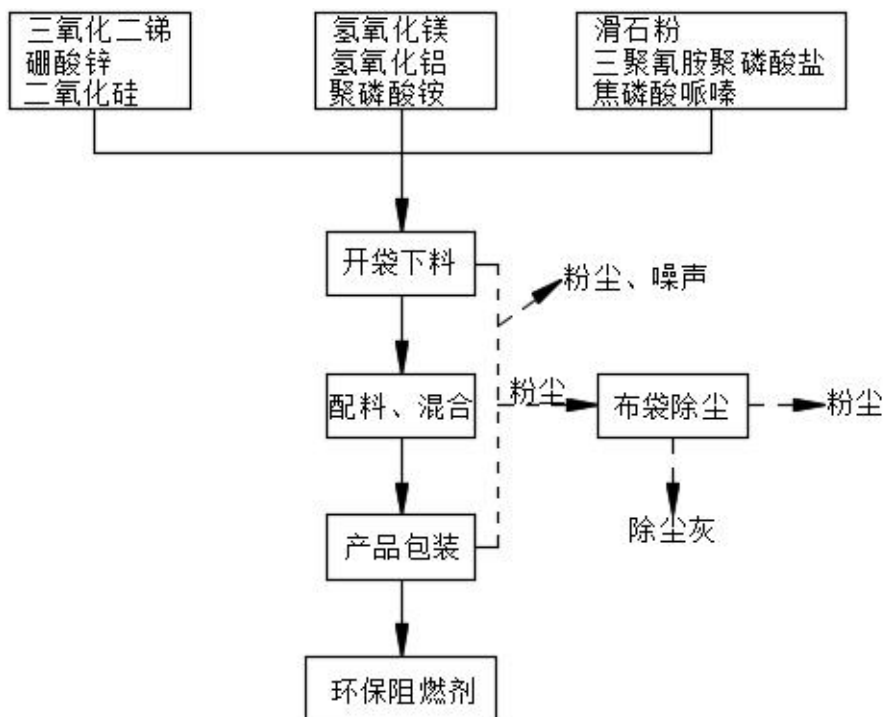 三氧化二锑
硼酸锌
二氧化硅
氢氧化镁
氢氧化铝
聚磷酸铵
滑石粉
三聚氰胺聚磷酸盐
焦磷酸哌嗪
开袋下料
粉尘、噪声
配料、混合
粉尘
布袋除尘
粉尘
产品包装
除尘灰
环保阻燃剂